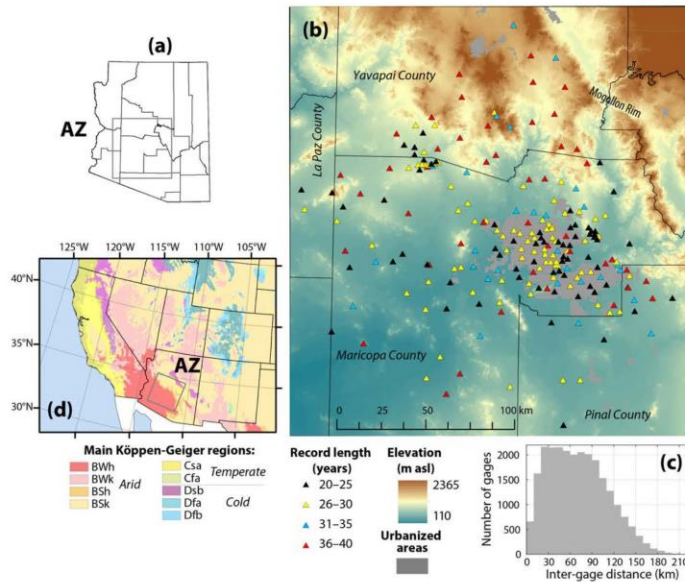 (a)
AZ
(b)
Yavapai County
Mogollon Rim
La Paz County
Maricopa County
Pinal County
0 25 50 100 km
125°W 120°W 115°W 110°W 105°W
40°N
35°N
30°N
AZ
(d)
Main Köppen-Geiger regions:
BWh
BWk
BSh
BSk
Arid
Csa
Cfa
Dsb
Dfa
Dfb
Temperate
Cold
Record length
(years)
20–25
26–30
31–35
36–40
Elevation
(m asl)
2365
110
Urbanized
areas
(c)
Number of gages
2000
1500
1000
500
0
0 30 60 90 120 150 180 210
Inter-gage distance (km)